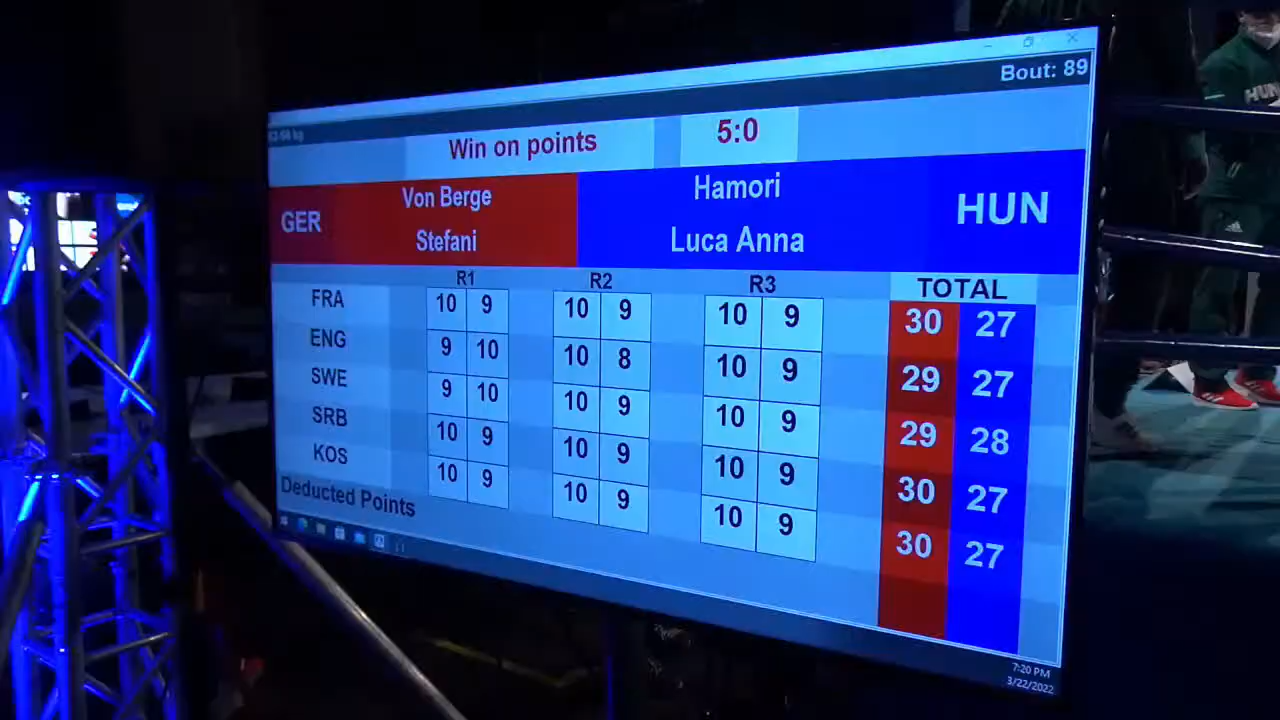 Bout: 89
Win on points 5:0
GER Von Berge Stefani Hamori Luca Anna HUN
R1 R2 R3 TOTAL
FRA 10 9 10 9 10 9 30 27
ENG 9 10 10 8 10 9 29 27
SWE 9 10 10 9 10 9 29 28
SRB 10 9 10 9 10 9 30 27
KOS 10 9 10 9 10 9 30 27
Deducted Points
7:20 PM
3/22/2022
HUN